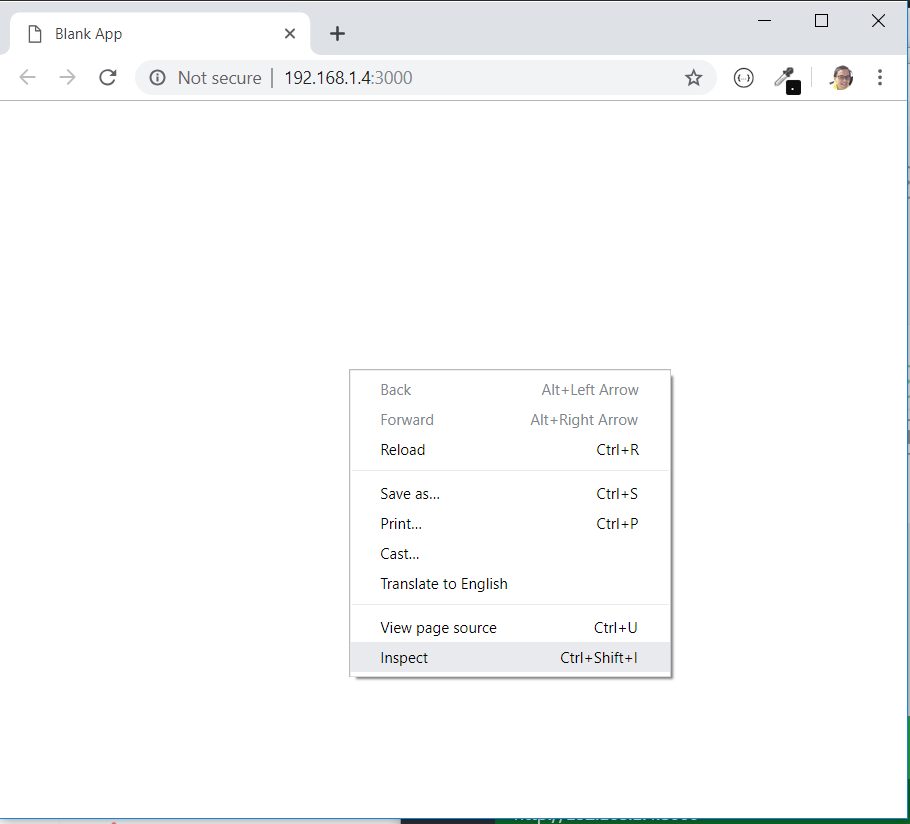 Blank App
Not secure | 192.168.1.4:3000
Back Alt+Left Arrow
Forward Alt+Right Arrow
Reload Ctrl+R
Save as... Ctrl+S
Print... Ctrl+P
Cast...
Translate to English
View page source Ctrl+U
Inspect Ctrl+Shift+I